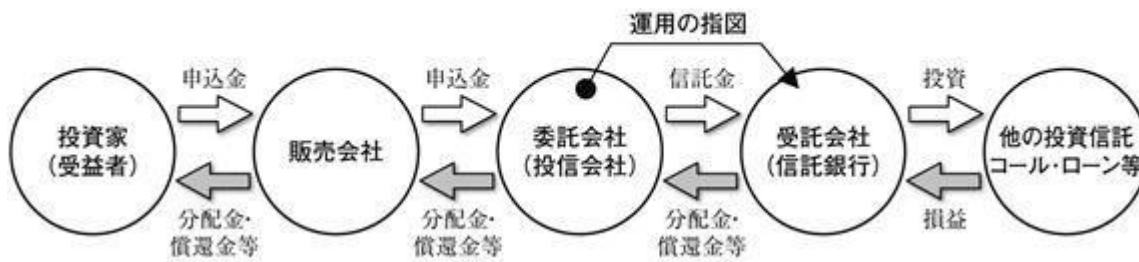 運用の指図
申込金
申込金
信託金
投資
投資家
(受益者)
販売会社
委託会社
(投信会社)
受託会社
(信託銀行)
他の投資信託
コール・ローン等
分配金・
償還金等
分配金・
償還金等
分配金・
償還金等
損益